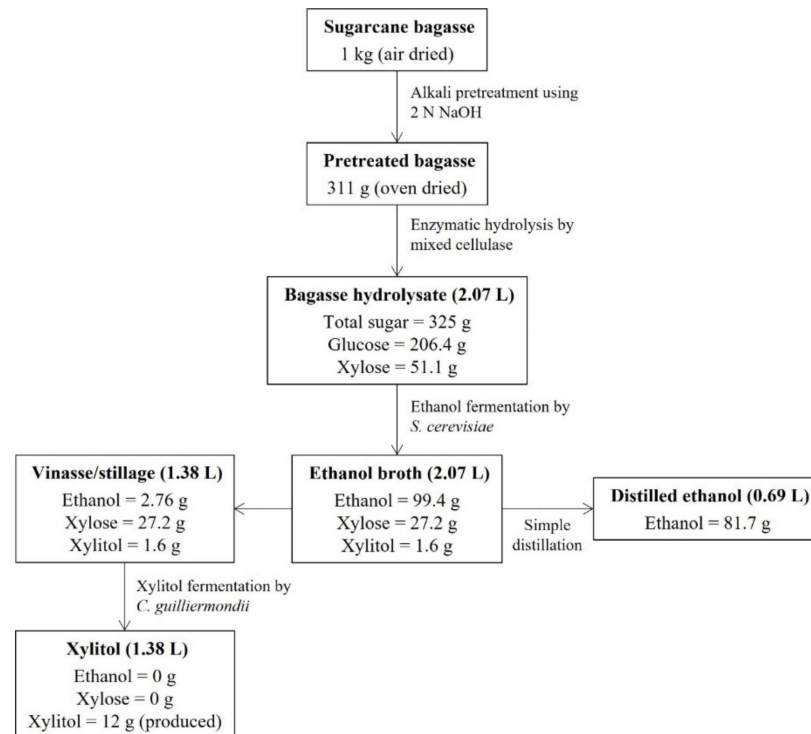 Sugarcane bagasse
1 kg (air dried)
Alkali pretreatment using
2 N NaOH
Pretreated bagasse
311 g (oven dried)
Enzymatic hydrolysis by
mixed cellulase
Bagasse hydrolysate (2.07 L)
Total sugar = 325 g
Glucose = 206.4 g
Xylose = 51.1 g
Ethanol fermentation by
S. cerevisiae
Vinasse/stillage (1.38 L)
Ethanol = 2.76 g
Xylose = 27.2 g
Xylitol = 1.6 g
Ethanol broth (2.07 L)
Ethanol = 99.4 g
Xylose = 27.2 g
Xylitol = 1.6 g
Simple
distillation
Distilled ethanol (0.69 L)
Ethanol = 81.7 g
Xylitol fermentation by
C. guilliermondii
Xylitol (1.38 L)
Ethanol = 0 g
Xylose = 0 g
Xylitol = 12 g (produced)